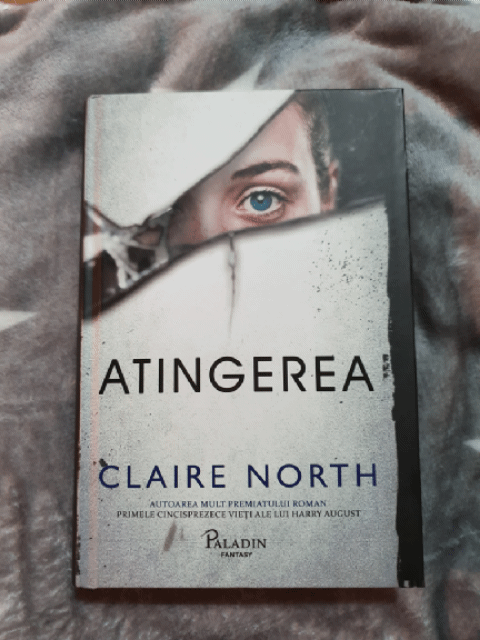 ATINGEREA
CLAIRE NORTH
AUTOAREA MULT PREMIATULUI ROMAN
PRIMELE CINCISPREZECE VIEȚI ALE LUI HARRY AUGUST
PALADIN
FANTASY